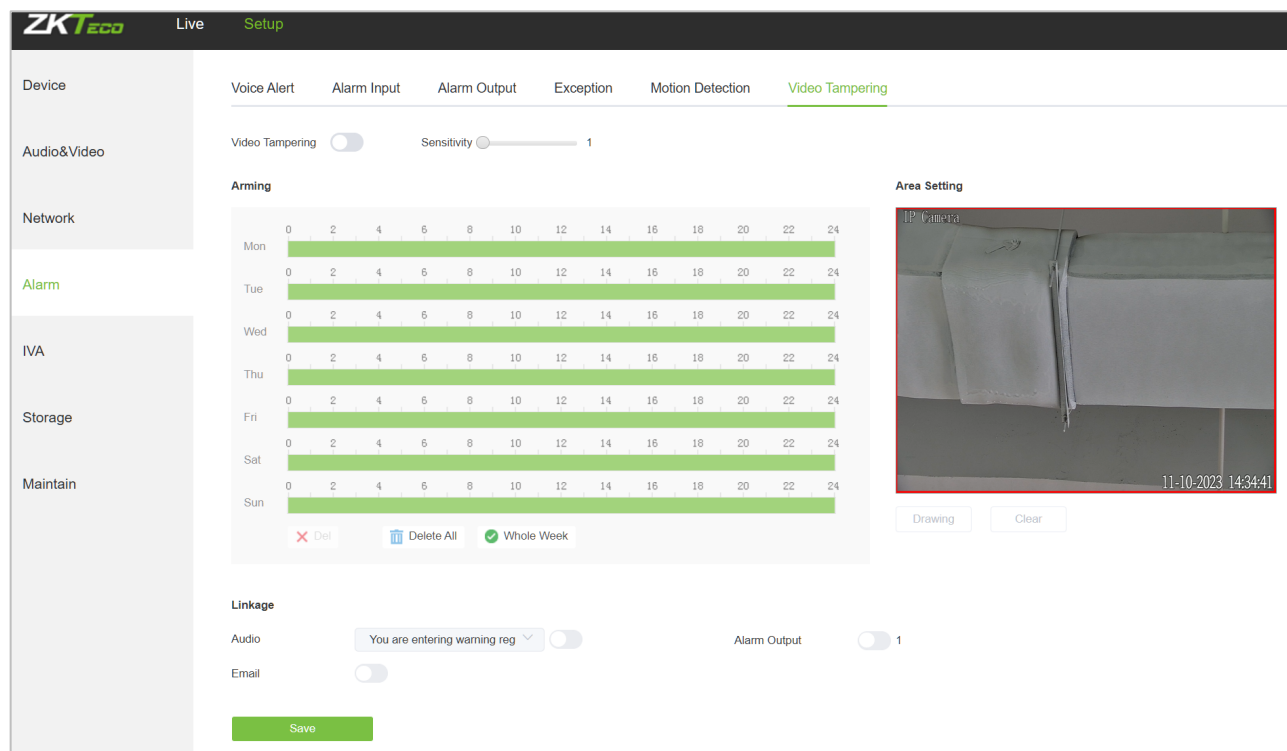 ZKTeco Live Setup
Device
Audio&Video
Network
Alarm
IVA
Storage
Maintain
Voice Alert Alarm Input Alarm Output Exception Motion Detection Video Tampering
Video Tampering Sensitivity 1
Arming
0 2 4 6 8 10 12 14 16 18 20 22 24
Mon
0 2 4 6 8 10 12 14 16 18 20 22 24
Tue
0 2 4 6 8 10 12 14 16 18 20 22 24
Wed
0 2 4 6 8 10 12 14 16 18 20 22 24
Thu
0 2 4 6 8 10 12 14 16 18 20 22 24
Fri
0 2 4 6 8 10 12 14 16 18 20 22 24
Sat
0 2 4 6 8 10 12 14 16 18 20 22 24
Sun
Del Delete All Whole Week
Area Setting
IP Camera
11-10-2023 14:34:41
Drawing Clear
Linkage
Audio You are entering warning reg Alarm Output 1
Email
Save